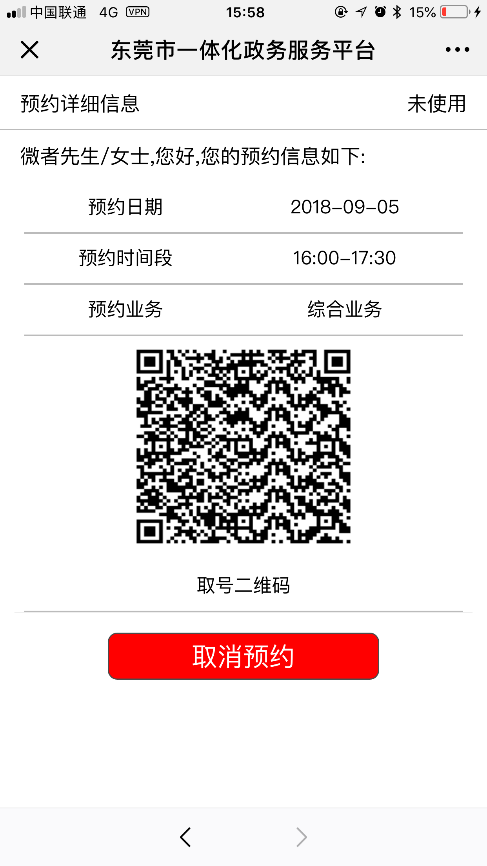 中国联通 4G VPN 15:58 15%
东莞市一体化政务服务平台
预约详细信息 未使用
微者先生/女士,您好,您的预约信息如下:
预约日期 2018-09-05
预约时间段 16:00-17:30
预约业务 综合业务
取号二维码
取消预约